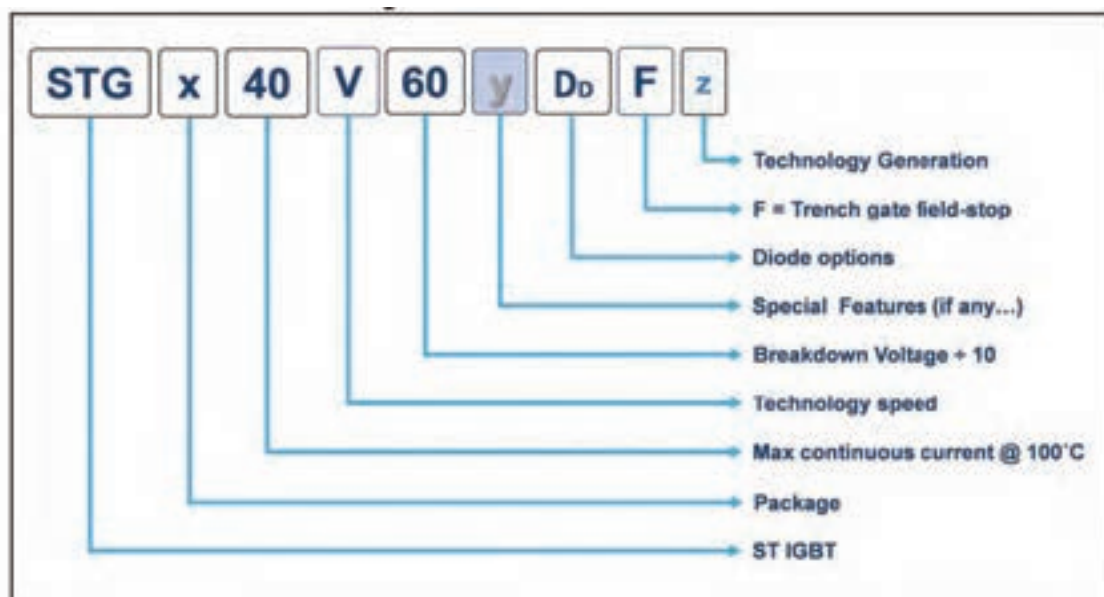 STG x 40 V 60 y DD F z
Technology Generation
F = Trench gate field-stop
Diode options
Special Features (if any...)
Breakdown Voltage ÷ 10
Technology speed
Max continuous current @ 100°C
Package
ST IGBT